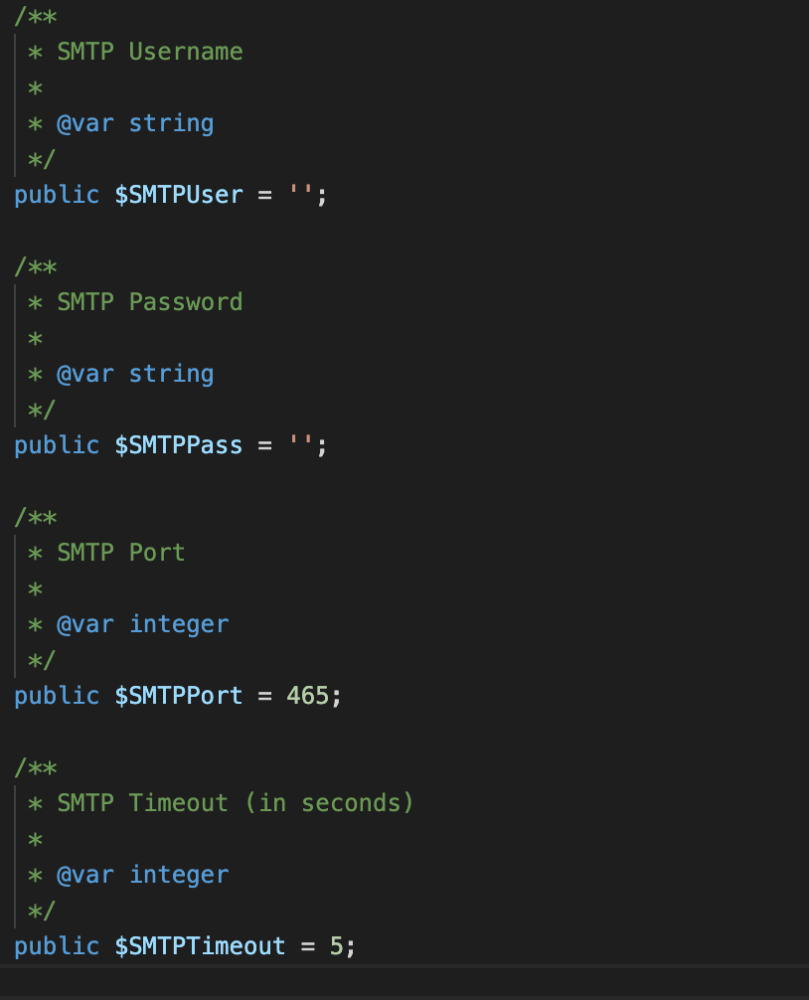 /**
* SMTP Username
*
* @var string
*/
public $SMTPUser = '';
/**
* SMTP Password
*
* @var string
*/
public $SMTPPass = '';
/**
* SMTP Port
*
* @var integer
*/
public $SMTPPort = 465;
/**
* SMTP Timeout (in seconds)
*
* @var integer
*/
public $SMTPTimeout = 5;